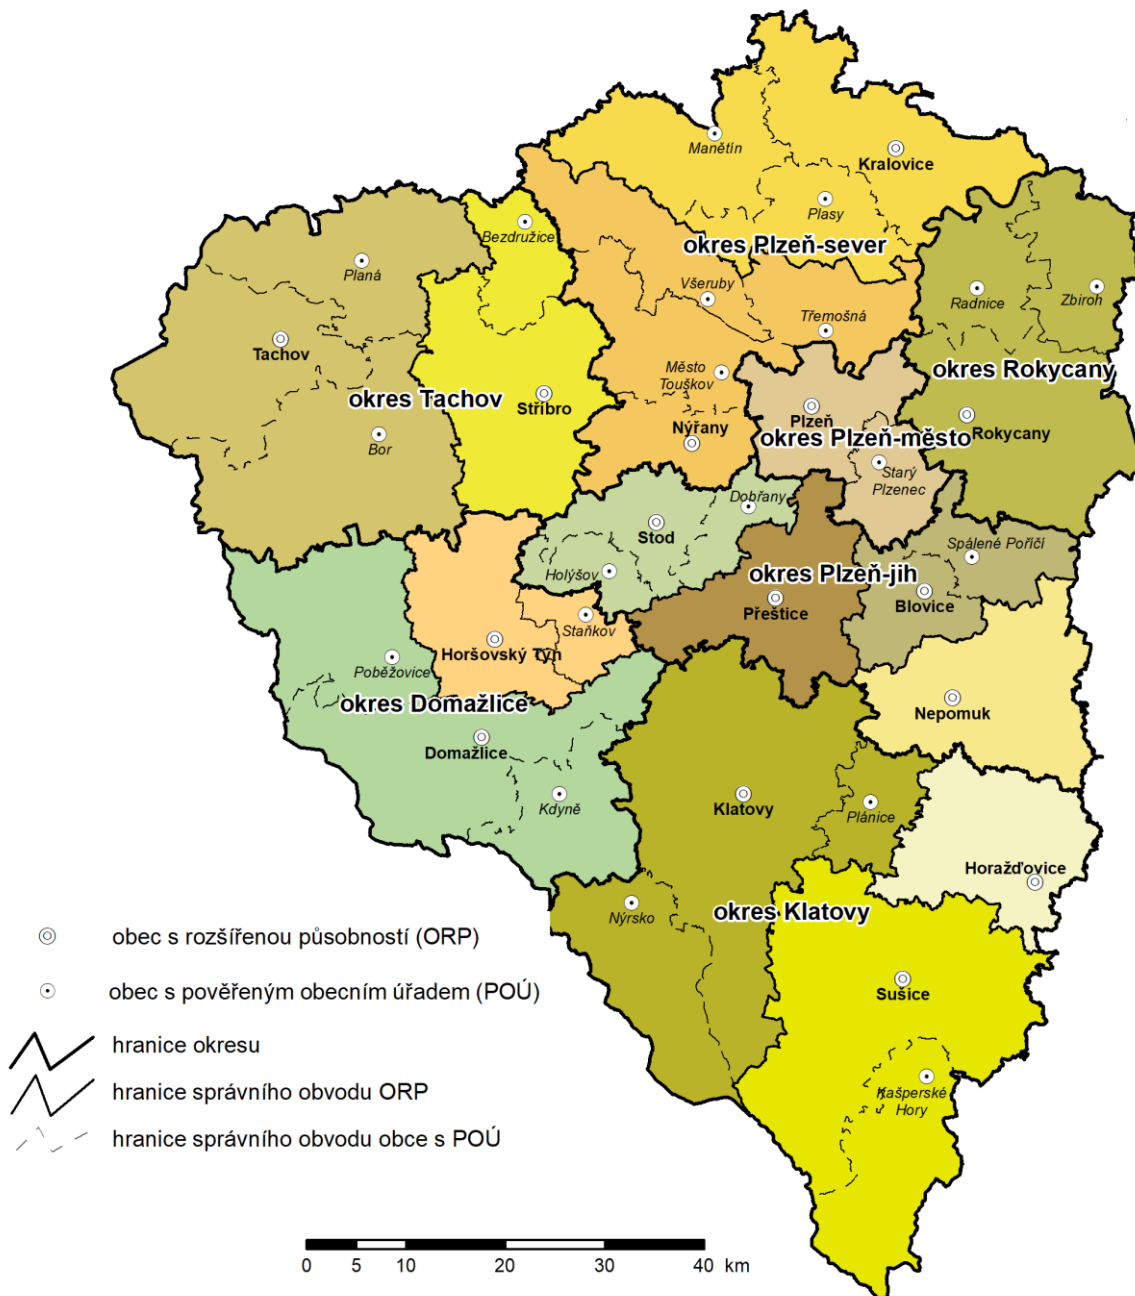 Manětín
Kralovice
Plasy
Bezdružice
okres Plzeň-sever
Planá
Všeruby
Radnice
Zbiroh
Třemošná
Tachov
Město
Touškov
okres Rokycany
okres Tachov
Stříbro
Plzeň
Nýřany
okres Plzeň-město
Rokycany
Bor
Starý
Plzenec
Dobřany
Stod
Spálené Poříčí
Holýšov
okres Plzeň-jih
Blovice
Přeštice
Staňkov
Horšovský Týn
Poběžovice
okres Domažlice
Nepomuk
Domažlice
Kdyně
Klatovy
Plánice
Horažďovice
Nýrsko
okres Klatovy
Sušice
Kašperské
Hory
obec s rozšířenou působností (ORP)
obec s pověřeným obecním úřadem (POÚ)
hranice okresu
hranice správního obvodu ORP
hranice správního obvodu obce s POÚ
0 5 10 20 30 40 km